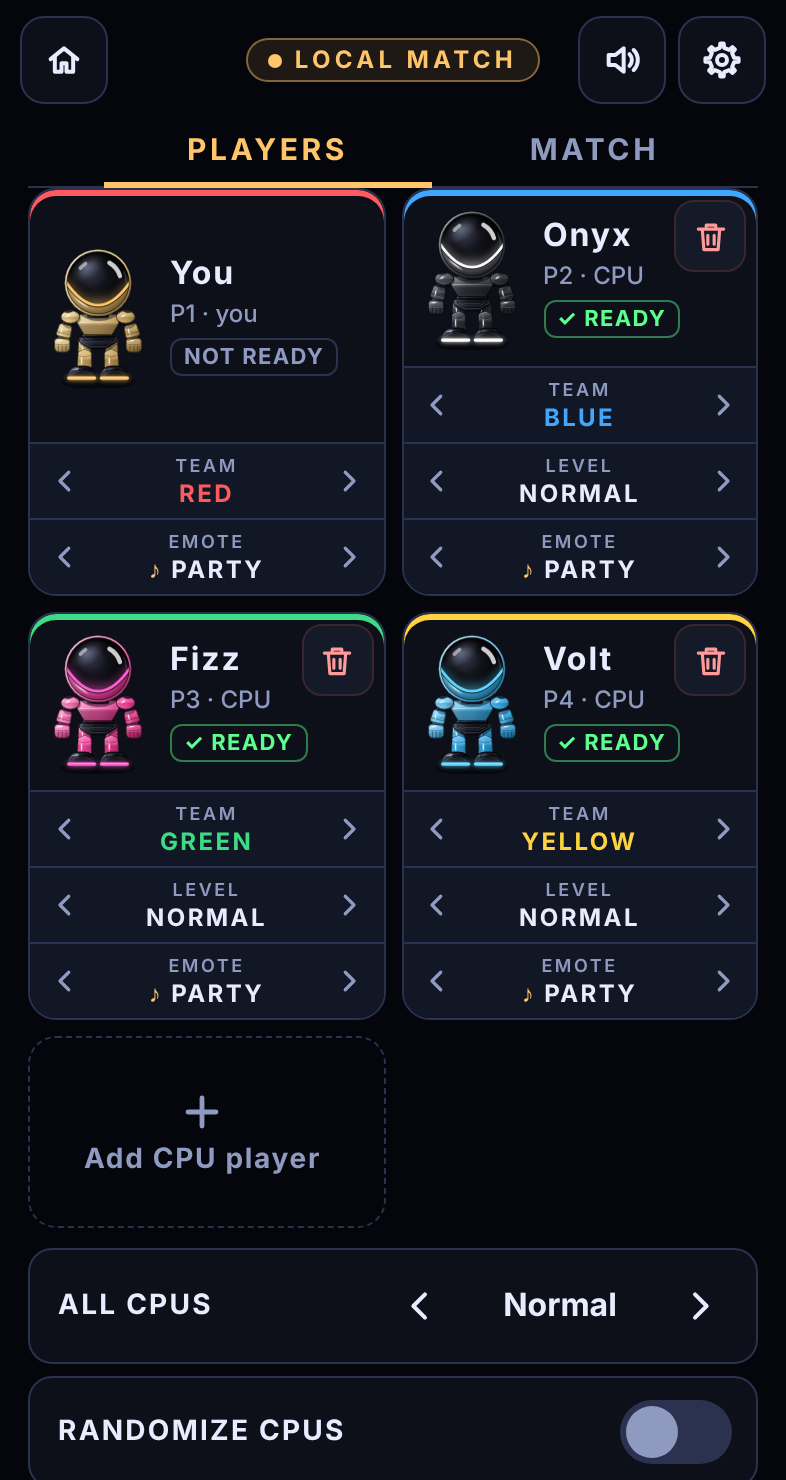 LOCAL MATCH
PLAYERS
MATCH
You
P1 · you
NOT READY
TEAM
RED
EMOTE
♪ PARTY
Onyx
P2 · CPU
✓ READY
TEAM
BLUE
LEVEL
NORMAL
EMOTE
♪ PARTY
Fizz
P3 · CPU
✓ READY
TEAM
GREEN
LEVEL
NORMAL
EMOTE
♪ PARTY
Volt
P4 · CPU
✓ READY
TEAM
YELLOW
LEVEL
NORMAL
EMOTE
♪ PARTY
Add CPU player
ALL CPUS
Normal
RANDOMIZE CPUS